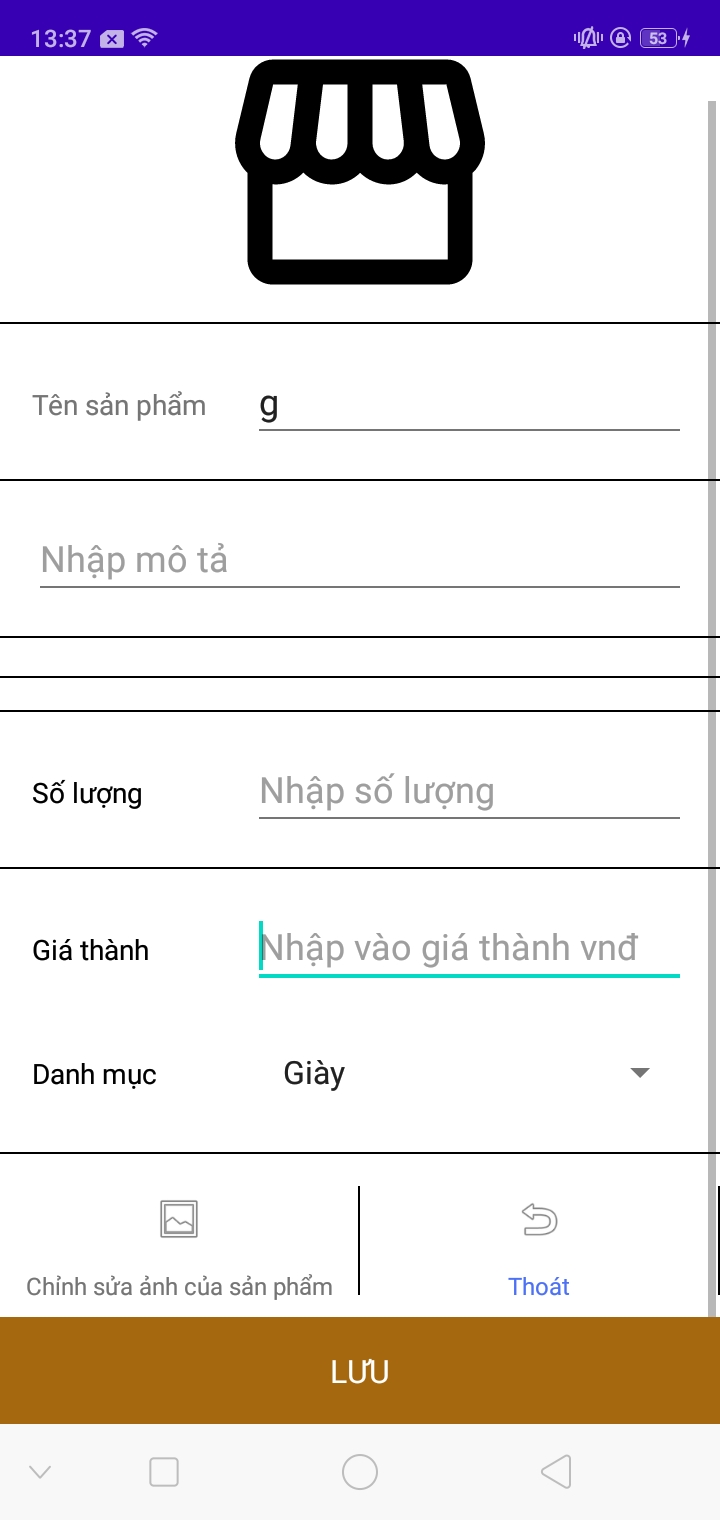 13:37
53
Tên sản phẩm
g
Nhập mô tả
Số lượng
Nhập số lượng
Giá thành
Nhập vào giá thành vnđ
Danh mục
Giày
Chỉnh sửa ảnh của sản phẩm
Thoát
LƯU